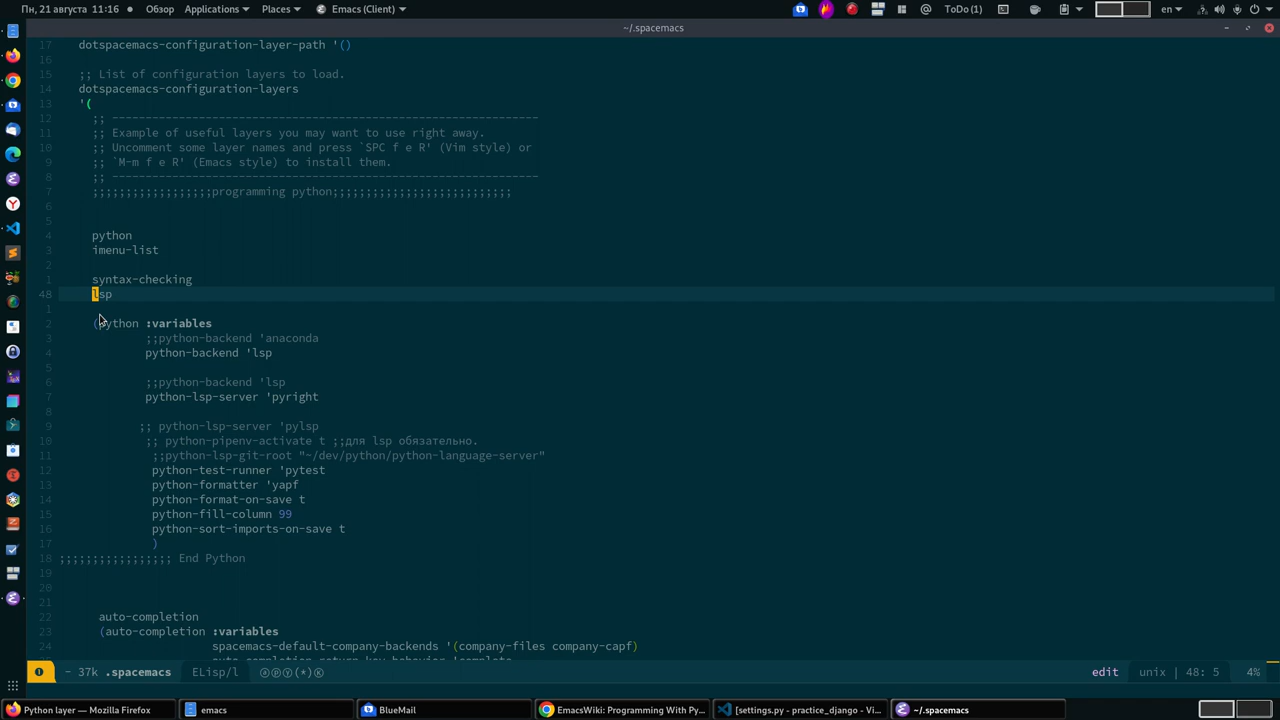 Пн, 21 августа 11:16 Обзор Applications Places Emacs (Client) ToDo (1) en
~/.spacemacs
17 dotspacemacs-configuration-layer-path '()
16
15 ;; List of configuration layers to load.
14 dotspacemacs-configuration-layers
13 '(
12 ;; ----------------------------------------------------------------
11 ;; Example of useful layers you may want to use right away.
10 ;; Uncomment some layer names and press `SPC f e R' (Vim style) or
9 ;; `M-m f e R' (Emacs style) to install them.
8 ;; ----------------------------------------------------------------
7 ;;;;;;;;;;;;;;;;;;programming python;;;;;;;;;;;;;;;;;;;;;;;;;;;
6
5
4 python
3 imenu-list
2
1 syntax-checking
48 lsp
1
2 (python :variables
3 ;;python-backend 'anaconda
4 python-backend 'lsp
5
6 ;;python-backend 'lsp
7 python-lsp-server 'pyright
8
9 ;; python-lsp-server 'pylsp
10 ;; python-pipenv-activate t ;;для lsp обязательно.
11 ;;python-lsp-git-root "~/dev/python/python-language-server"
12 python-test-runner 'pytest
13 python-formatter 'yapf
14 python-format-on-save t
15 python-fill-column 99
16 python-sort-imports-on-save t
17 )
18 ;;;;;;;;;;;;;;;;; End Python
19
20
21
22 auto-completion
23 (auto-completion :variables
24 spacemacs-default-company-backends '(company-files company-capf)
auto-completion-return-key-behavior 'complete
- 37k .spacemacs ELisp/l ⓐⓟⓨ(*)Ⓚ edit unix | 48: 5 4%
Python layer — Mozilla Firefox emacs BlueMail EmacsWiki: Programming With Py... [settings.py - practice_django - Vi... ~/.spacemacs